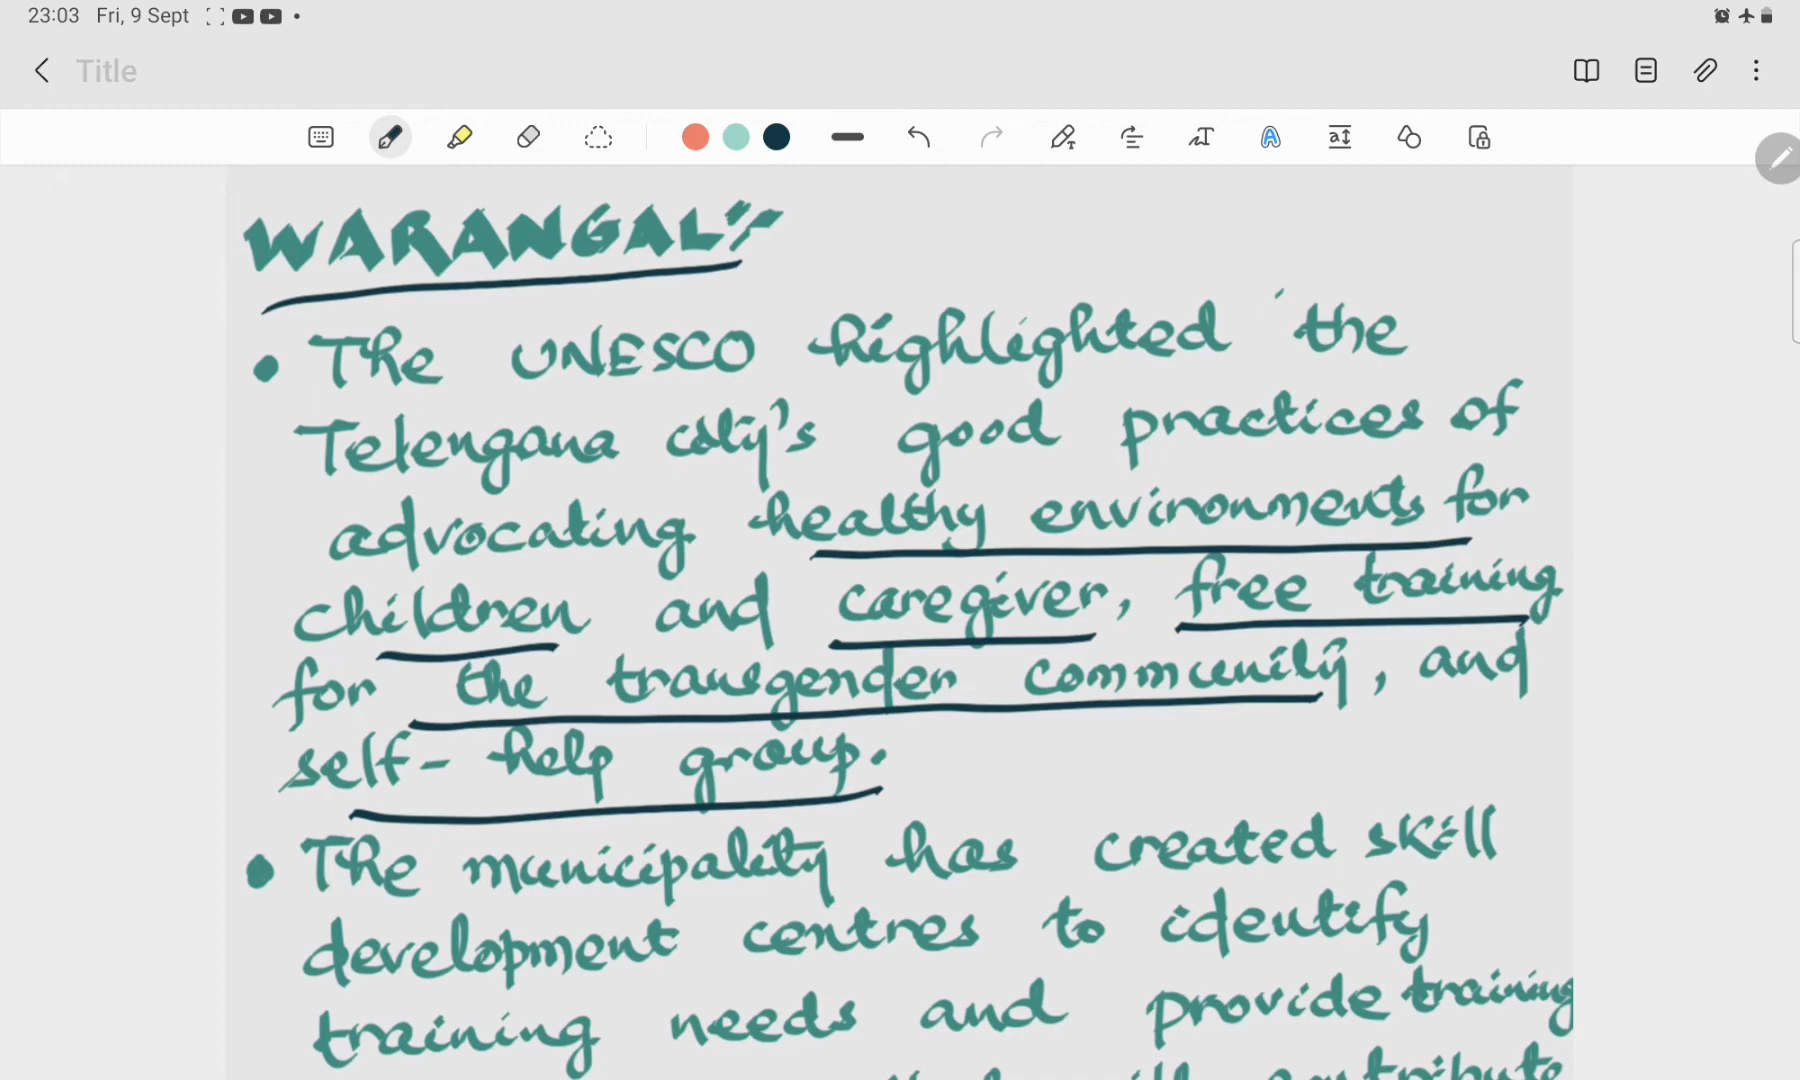 23:03 Fri, 9 Sept
Title
WARANGAL:-
• The UNESCO highlighted the
Telengana city's good practices of
advocating healthy environments for
children and caregiver, free training
for the transgender community, and
self-help group.
• The municipality has created skill
development centres to identify
training needs and provide training
contribute